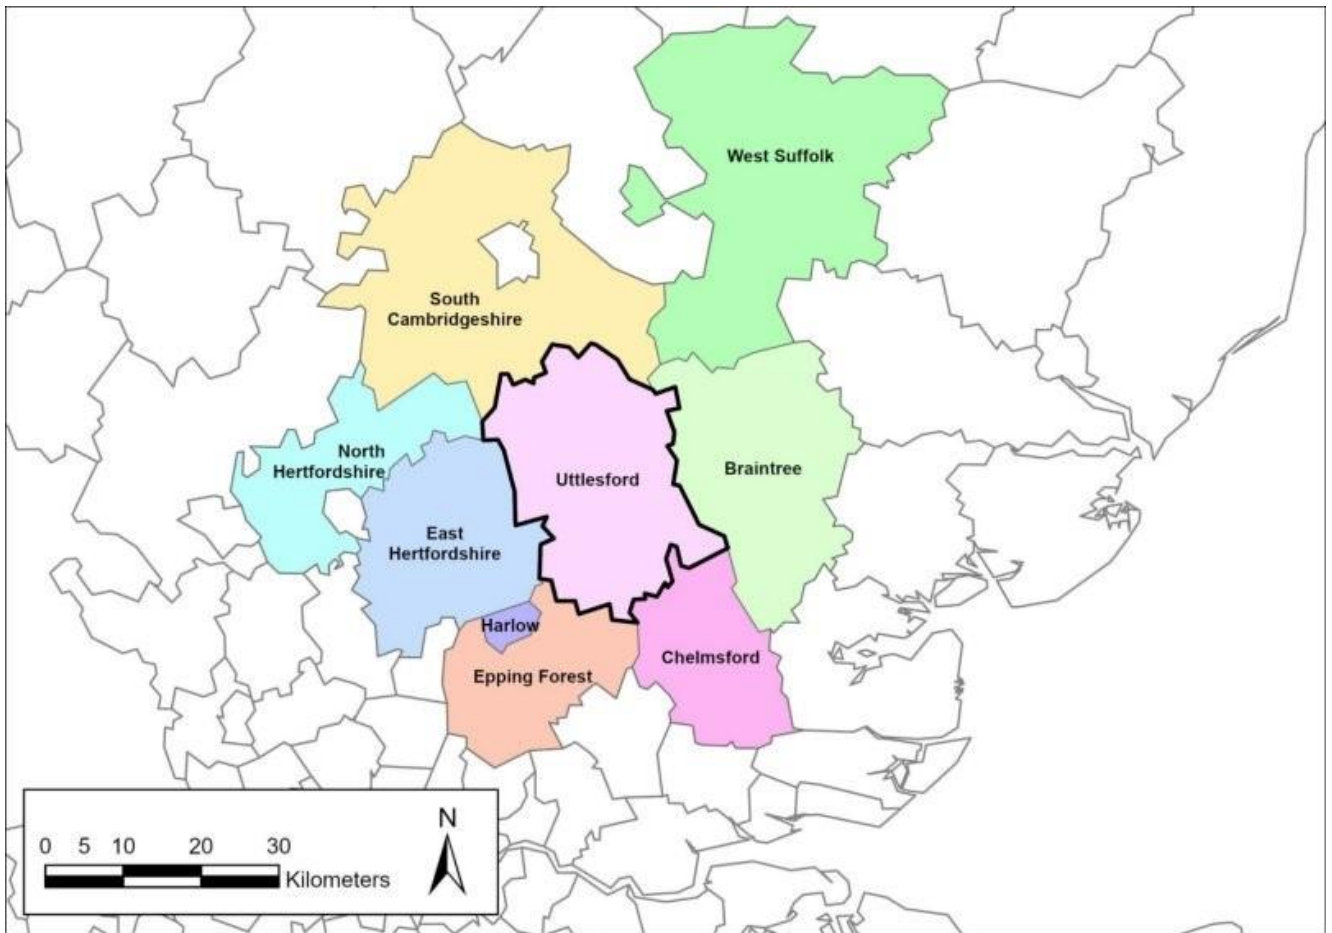 West Suffolk
South
Cambridgeshire
North
Hertfordshire
Uttlesford
Braintree
East
Hertfordshire
Harlow
Chelmsford
Epping Forest
N
0 5 10 20 30
Kilometers